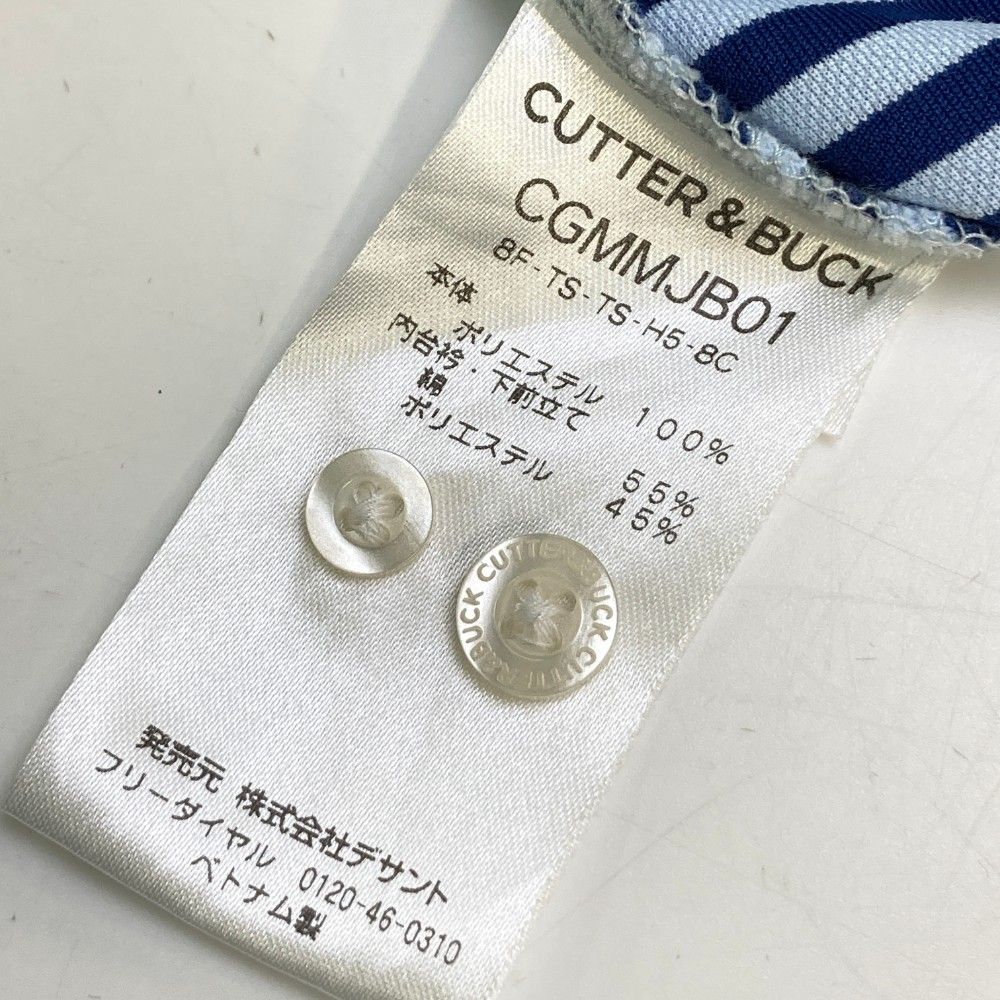 CUTTER & BUCK
CGMMJB01
8F-TS-TS-H5-8C
本体
ポリエステル 100%
内台衿・下前立て
綿 55%
ポリエステル 45%
CUTTER&BUCK CUTTER&BUCK
発売元 株式会社デサント
フリーダイヤル 0120-46-0310
ベトナム製